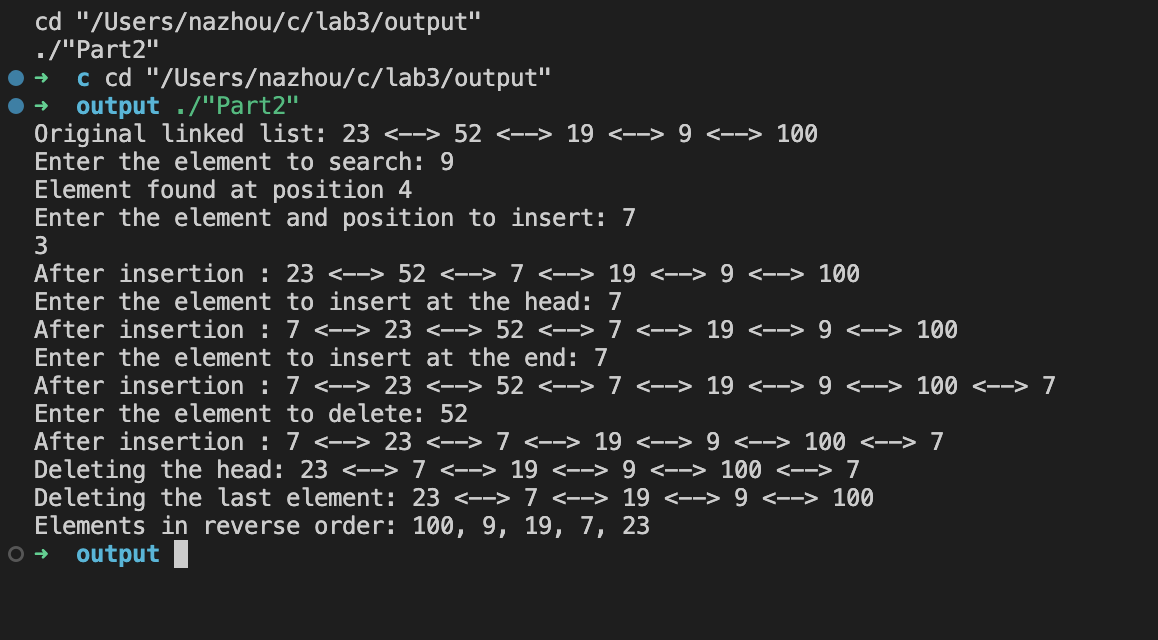 cd "/Users/nazhou/c/lab3/output"
./"Part2"
➜ c cd "/Users/nazhou/c/lab3/output"
➜ output ./"Part2"
Original linked list: 23 <——> 52 <——> 19 <——> 9 <——> 100
Enter the element to search: 9
Element found at position 4
Enter the element and position to insert: 7
3
After insertion : 23 <——> 52 <——> 7 <——> 19 <——> 9 <——> 100
Enter the element to insert at the head: 7
After insertion : 7 <——> 23 <——> 52 <——> 7 <——> 19 <——> 9 <——> 100
Enter the element to insert at the end: 7
After insertion : 7 <——> 23 <——> 52 <——> 7 <——> 19 <——> 9 <——> 100 <——> 7
Enter the element to delete: 52
After insertion : 7 <——> 23 <——> 7 <——> 19 <——> 9 <——> 100 <——> 7
Deleting the head: 23 <——> 7 <——> 19 <——> 9 <——> 100 <——> 7
Deleting the last element: 23 <——> 7 <——> 19 <——> 9 <——> 100
Elements in reverse order: 100, 9, 19, 7, 23
➜ output